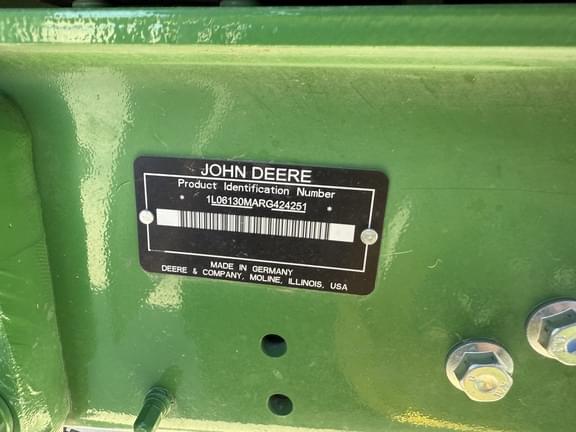 JOHN DEERE
Product Identification Number
* 1L06130MARG424251 *
MADE IN GERMANY
DEERE & COMPANY, MOLINE, ILLINOIS, USA